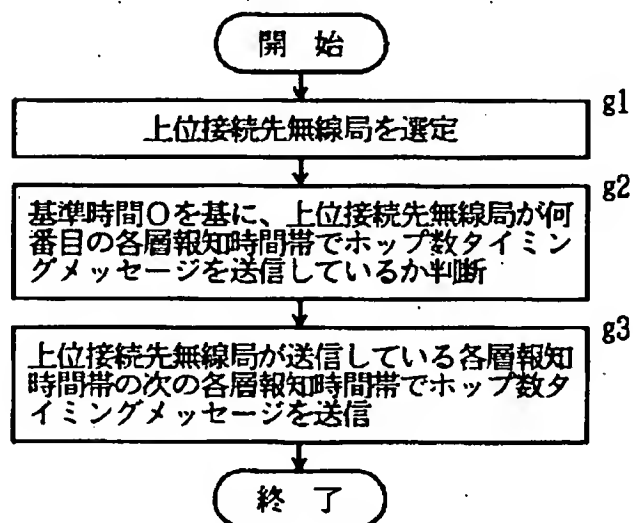 開 始
g1
上位接続先無線局を選定
g2
基準時間Oを基に、上位接続先無線局が何
番目の各層報知時間帯でホップ数タイミン
グメッセージを送信しているか判断
g3
上位接続先無線局が送信している各層報知
時間帯の次の各層報知時間帯でホップ数タ
イミングメッセージを送信
終 了